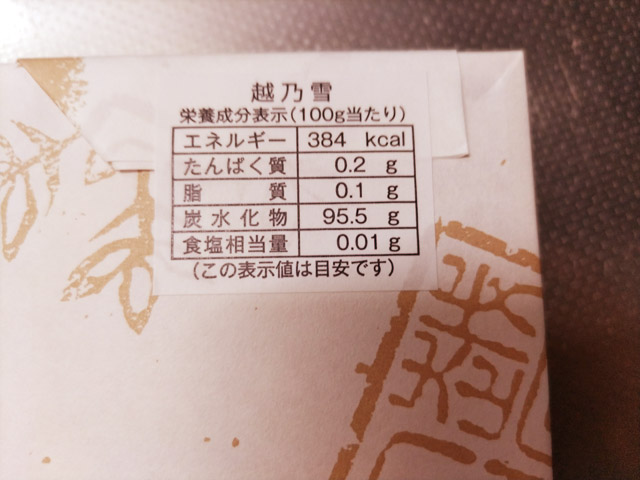 越乃雪
栄養成分表示(100g当たり)
エネルギー 384 kcal
たんぱく質 0.2 g
脂質 0.1 g
炭水化物 95.5 g
食塩相当量 0.01 g
(この表示値は目安です)